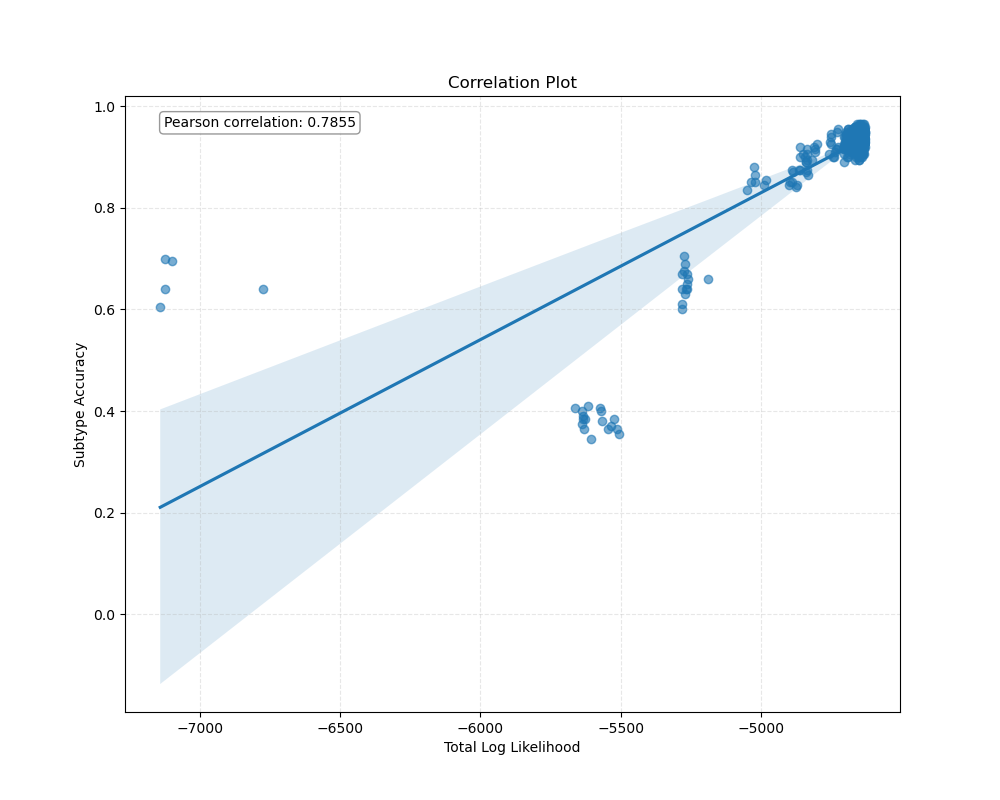 Correlation Plot
Pearson correlation: 0.7855
1.0
0.8
0.6
0.4
0.2
0.0
Subtype Accuracy
−7000
−6500
−6000
−5500
−5000
Total Log Likelihood